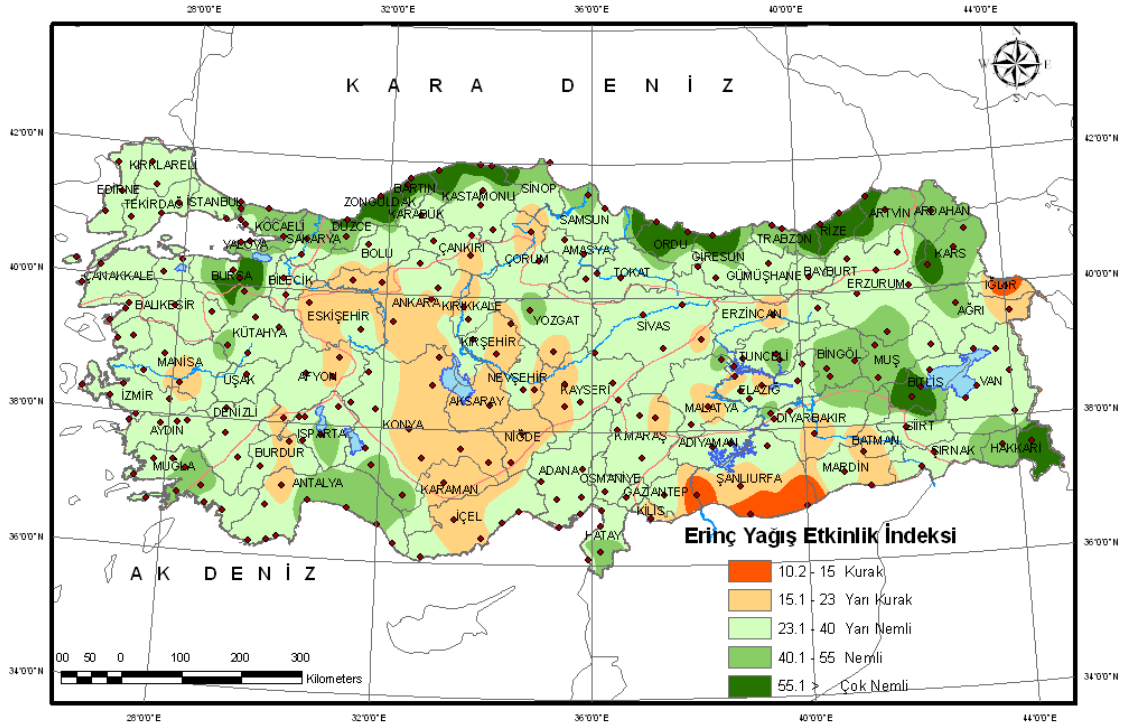 28°0'0"E 32°0'0"E 36°0'0"E 40°0'0"E 44°0'0"E
N
W E
S
K A R A D E N İ Z
42°0'0"N 42°0'0"N
KIRKLARELİ
EDİRNE
TEKİRDAĞ İSTANBUL
KOCAELİ
YALOVA SAKARYA DÜZCE
ZONGULDAK BARTIN
KARABÜK KASTAMONU SİNOP
SAMSUN
ORDU GİRESUN TRABZON RİZE ARTVİN ARDAHAN
KARS
40°0'0"N 40°0'0"N
ÇANAKKALE BURSA BİLECİK BOLU ÇANKIRI ÇORUM AMASYA TOKAT GÜMÜŞHANE BAYBURT ERZURUM IĞDIR
BALIKESİR KÜTAHYA ESKİŞEHİR ANKARA KIRIKKALE YOZGAT SİVAS ERZİNCAN AĞRI
MANİSA UŞAK AFYON KIRŞEHİR NEVŞEHİR KAYSERİ TUNCELİ BİNGÖL MUŞ
İZMİR AKSARAY MALATYA ELAZIĞ BİTLİS VAN
38°0'0"N 38°0'0"N
AYDIN DENİZLİ ISPARTA KONYA NİĞDE K.MARAŞ ADIYAMAN DİYARBAKIR SİİRT
MUĞLA BURDUR ANTALYA KARAMAN ADANA OSMANİYE GAZİANTEP ŞANLIURFA MARDİN BATMAN ŞIRNAK HAKKARİ
İÇEL KİLİS
HATAY
36°0'0"N 36°0'0"N
A K D E N İ Z
Erinç Yağış Etkinlik İndeksi
10.2 - 15 Kurak
15.1 - 23 Yarı Kurak
23.1 - 40 Yarı Nemli
40.1 - 55 Nemli
55.1 > Çok Nemli
00 50 0 100 200 300
Kilometers
34°0'0"N 34°0'0"N
28°0'0"E 32°0'0"E 36°0'0"E 40°0'0"E 44°0'0"E